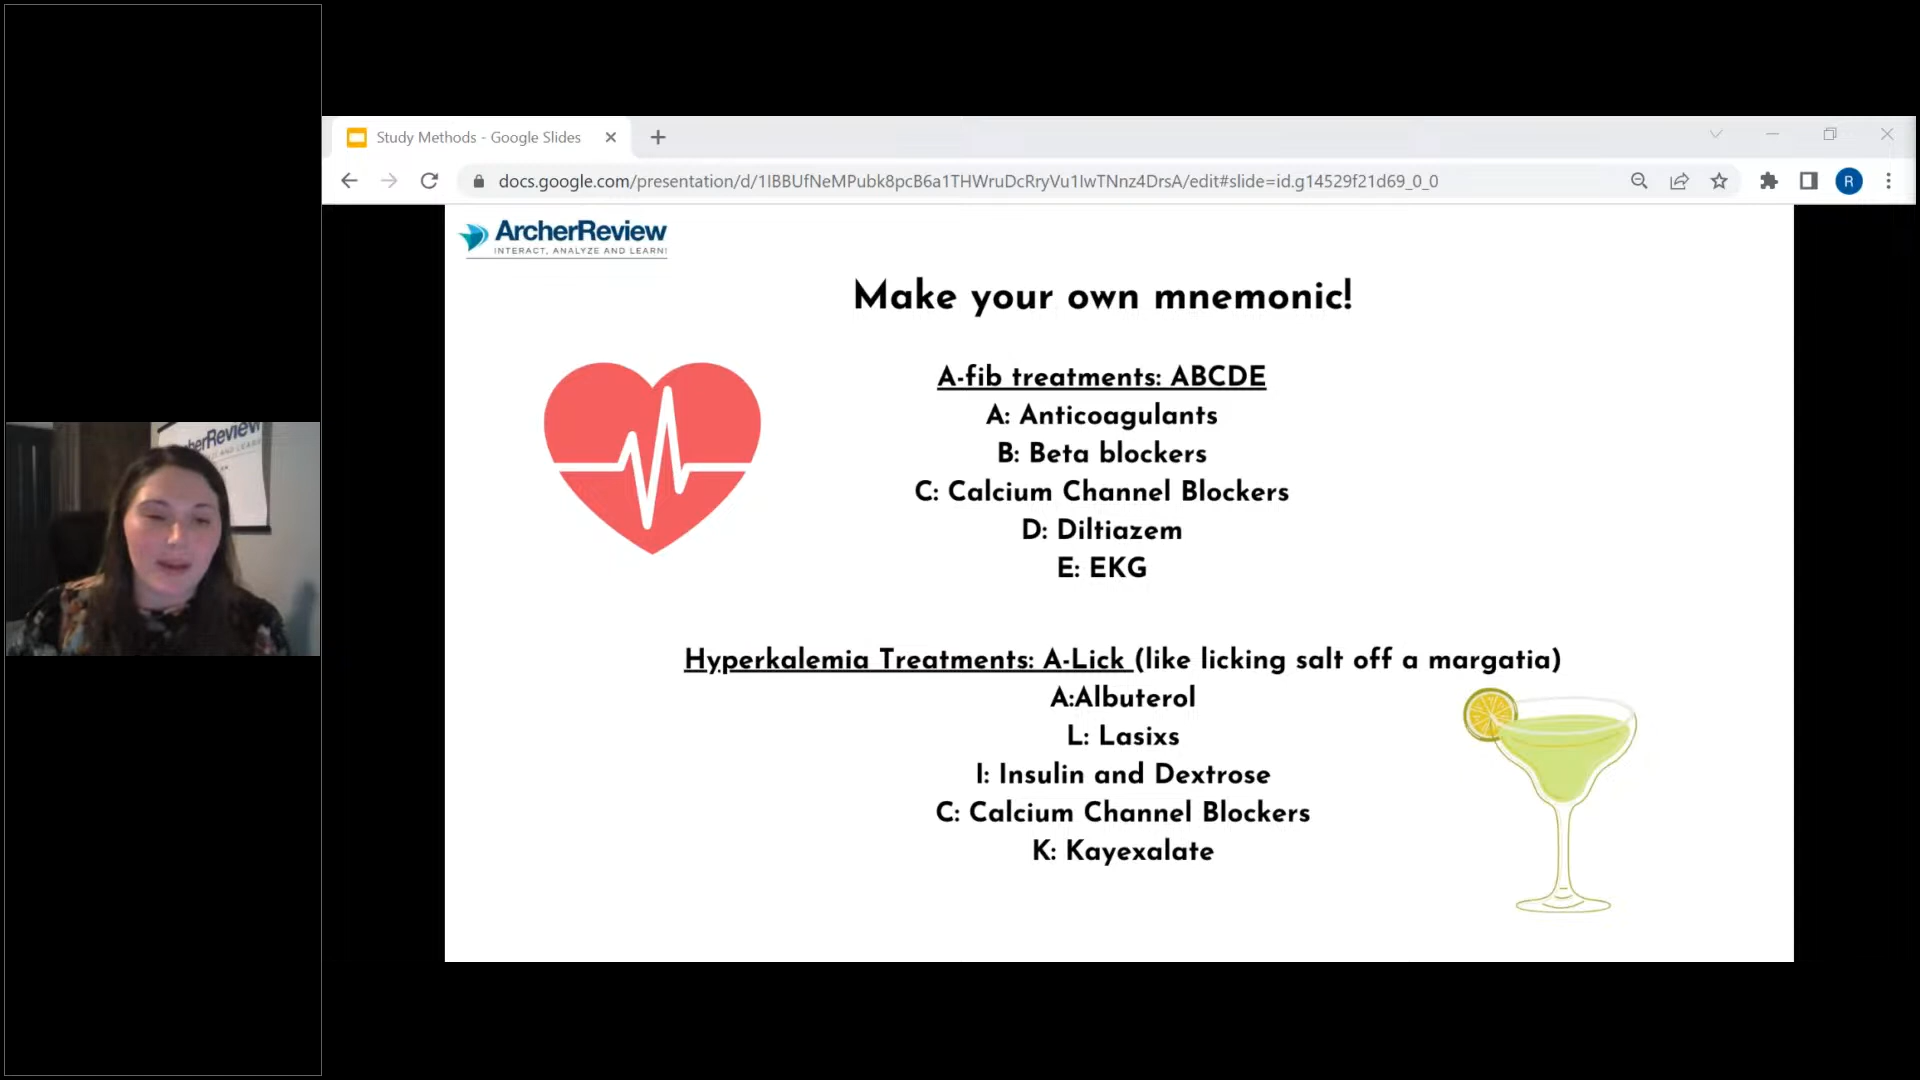 Study Methods - Google Slides
docs.google.com/presentation/d/1IBBUfNeMPubk8pcB6a1THWruDcRryVu1IwTNnz4DrsA/edit#slide=id.g14529f21d69_0_0
R
ArcherReview
INTERACT, ANALYZE AND LEARN!
Make your own mnemonic!
A-fib treatments: ABCDE
A: Anticoagulants
B: Beta blockers
C: Calcium Channel Blockers
D: Diltiazem
E: EKG
Hyperkalemia Treatments: A-Lick (like licking salt off a margatia)
A:Albuterol
L: Lasixs
I: Insulin and Dextrose
C: Calcium Channel Blockers
K: Kayexalate